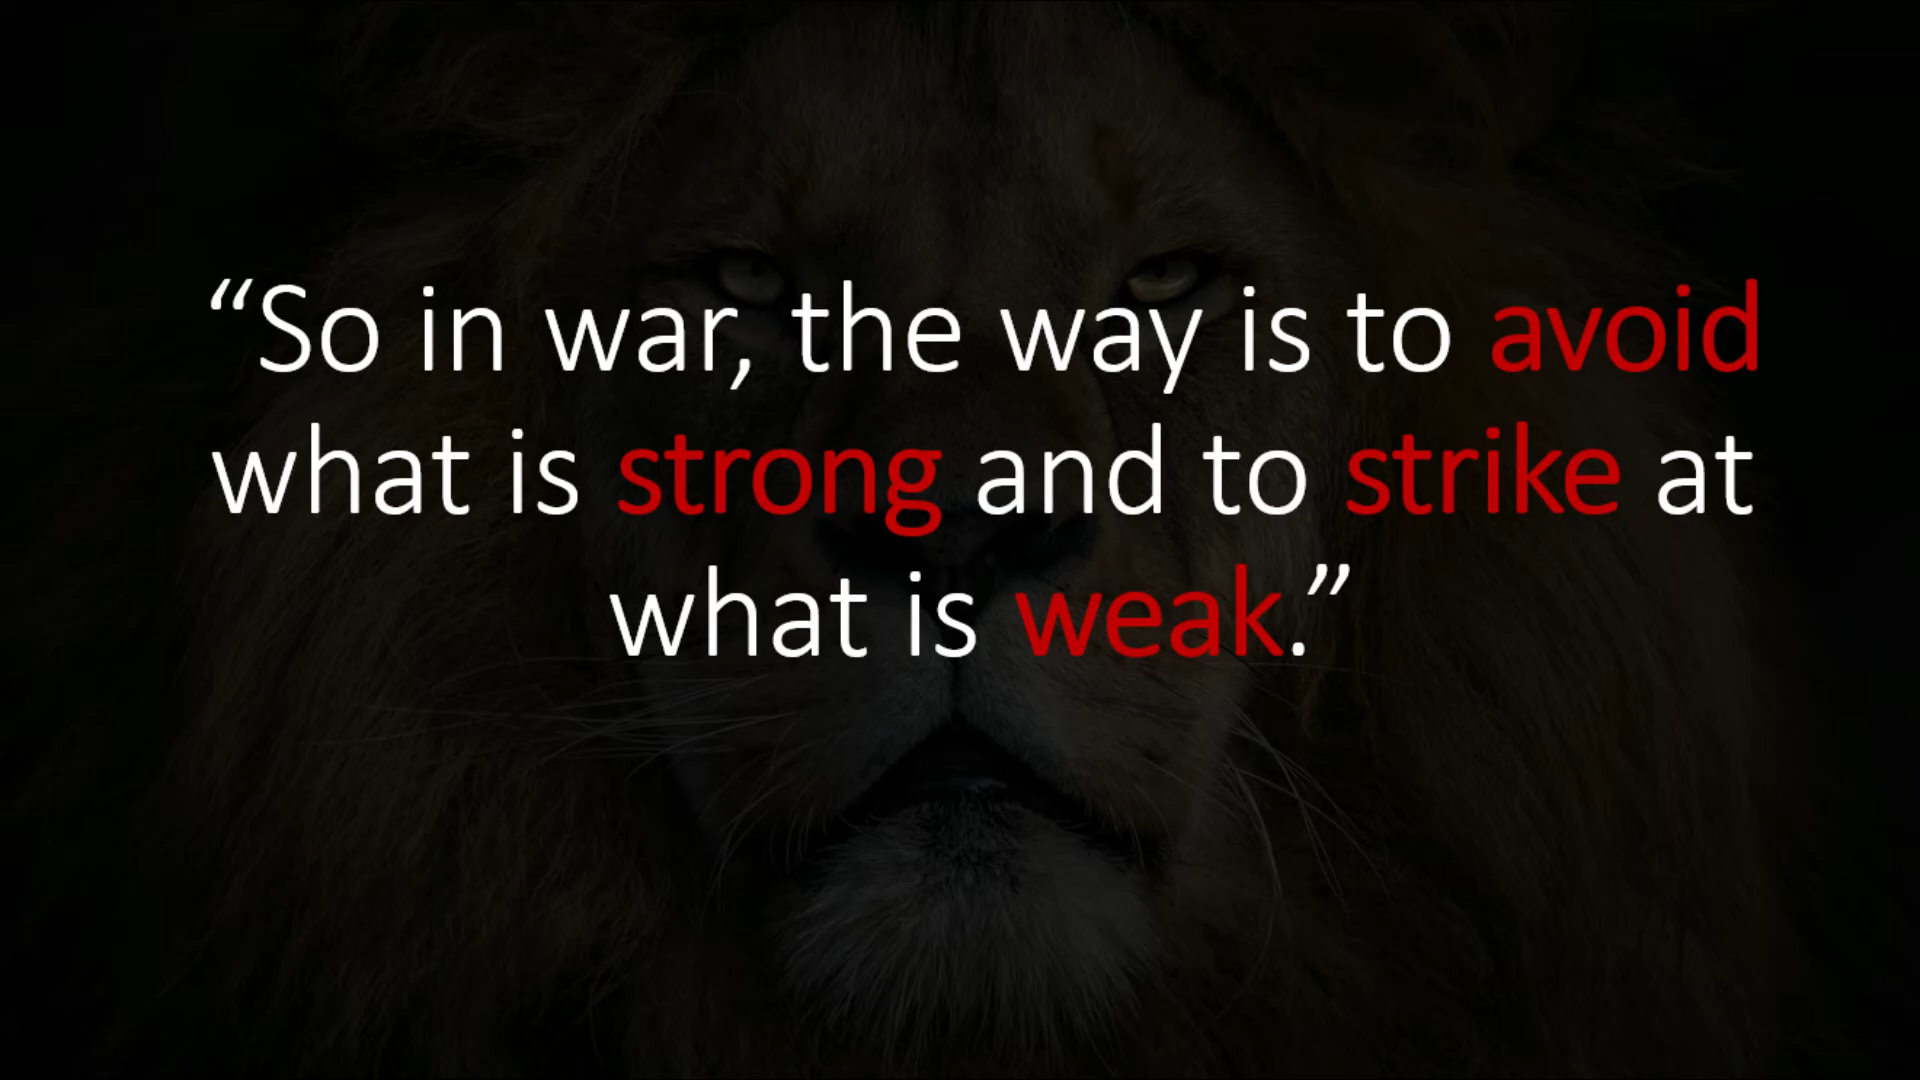 “So in war, the way is to avoid
what is strong and to strike at
what is weak.”